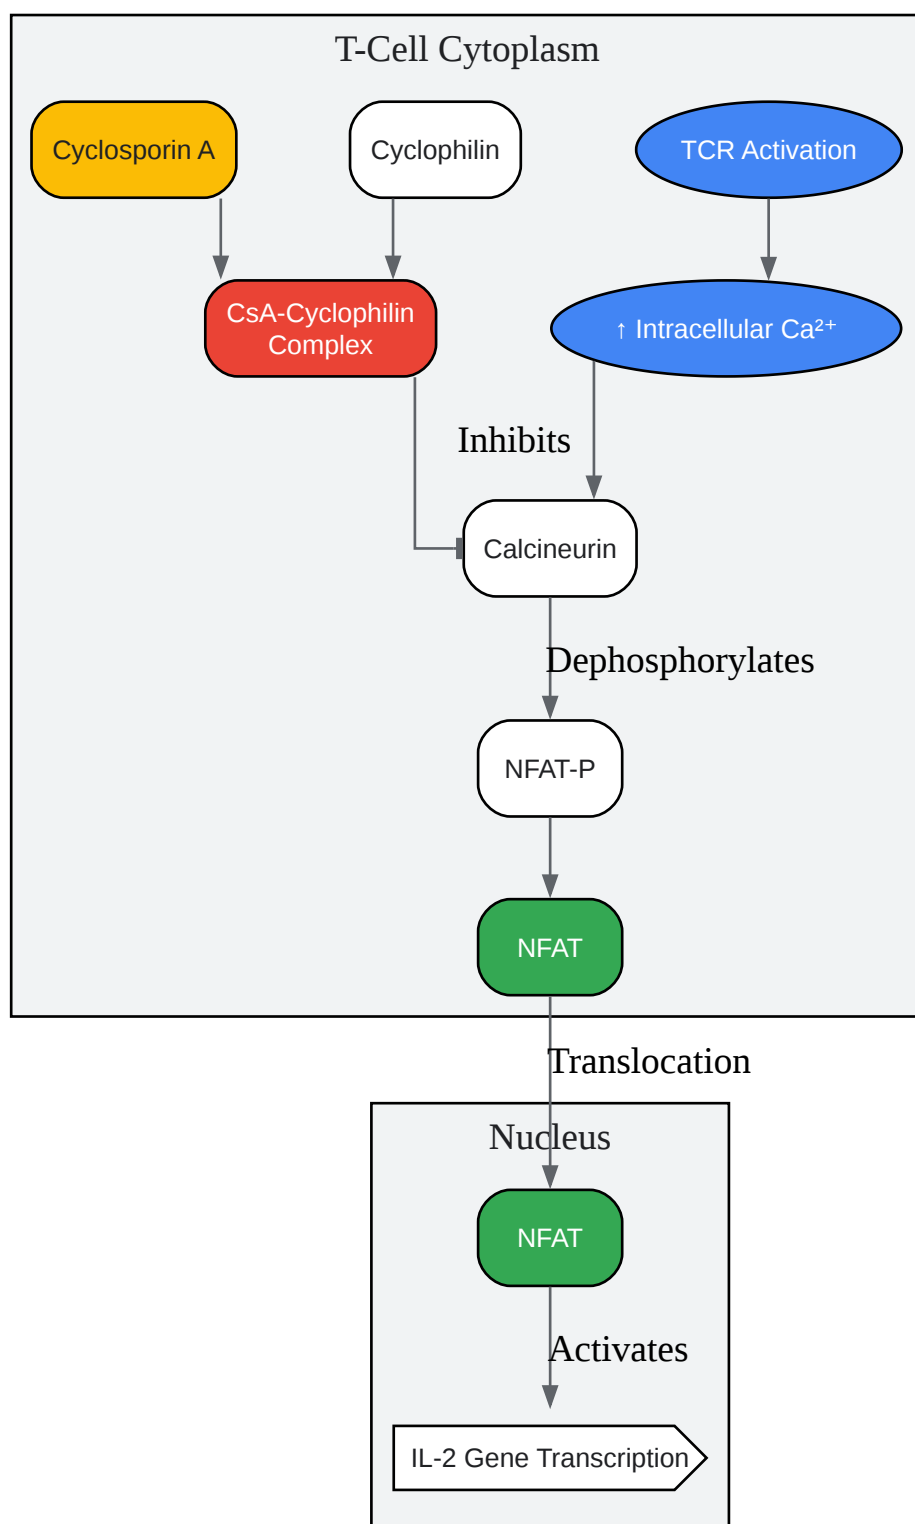 T-Cell Cytoplasm
Cyclosporin A
Cyclophilin
TCR Activation
CsA-Cyclophilin
Complex
↑ Intracellular Ca²⁺
Inhibits
Calcineurin
Dephosphorylates
NFAT-P
NFAT
Translocation
Nucleus
NFAT
Activates
IL-2 Gene Transcription